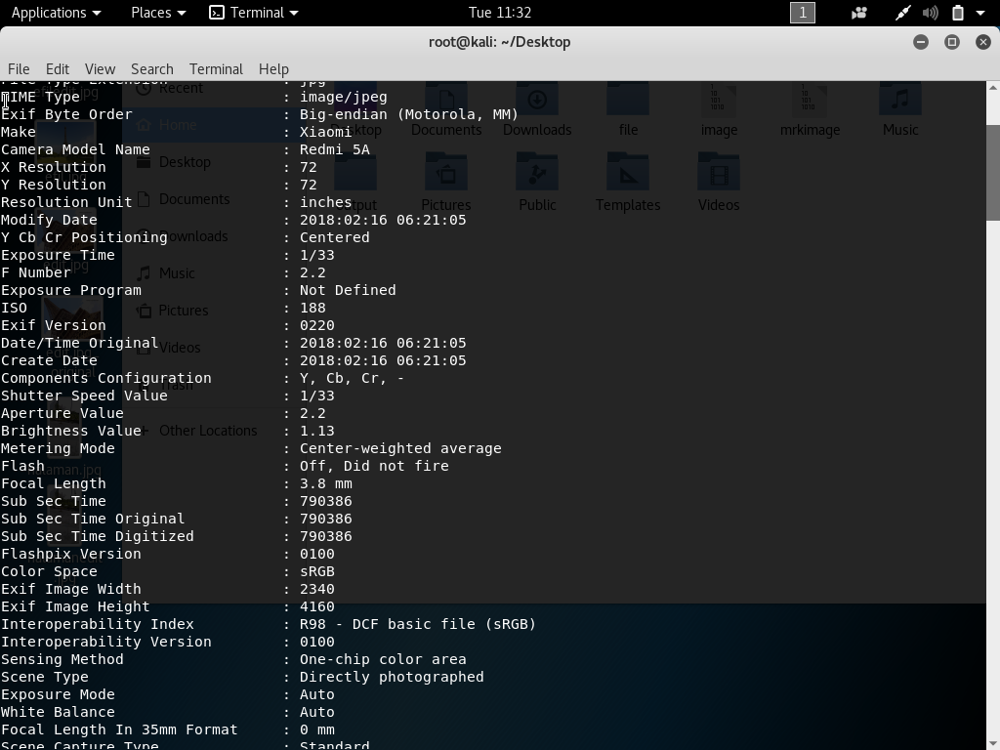 Applications Places Terminal Tue 11:32 1
root@kali: ~/Desktop
File Edit View Search Terminal Help
File Type Extension : jpg
MIME Type : image/jpeg
Exif Byte Order : Big-endian (Motorola, MM)
Make : Xiaomi
Camera Model Name : Redmi 5A
X Resolution : 72
Y Resolution : 72
Resolution Unit : inches
Modify Date : 2018:02:16 06:21:05
Y Cb Cr Positioning : Centered
Exposure Time : 1/33
F Number : 2.2
Exposure Program : Not Defined
ISO : 188
Exif Version : 0220
Date/Time Original : 2018:02:16 06:21:05
Create Date : 2018:02:16 06:21:05
Components Configuration : Y, Cb, Cr, -
Shutter Speed Value : 1/33
Aperture Value : 2.2
Brightness Value : 1.13
Metering Mode : Center-weighted average
Flash : Off, Did not fire
Focal Length : 3.8 mm
Sub Sec Time : 790386
Sub Sec Time Original : 790386
Sub Sec Time Digitized : 790386
Flashpix Version : 0100
Color Space : sRGB
Exif Image Width : 2340
Exif Image Height : 4160
Interoperability Index : R98 - DCF basic file (sRGB)
Interoperability Version : 0100
Sensing Method : One-chip color area
Scene Type : Directly photographed
Exposure Mode : Auto
White Balance : Auto
Focal Length In 35mm Format : 0 mm
Scene Capture Type : Standard
Recent
Home
Desktop
Documents
Downloads
Music
Pictures
Videos
Trash
+ Other Locations
Desktop Documents Downloads file image mrkimage Music
output Pictures Public Templates Videos
edit.jpg